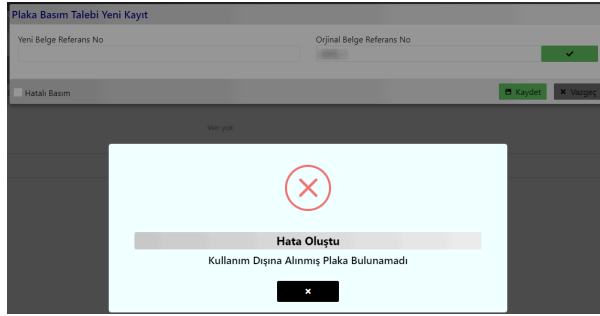 Plaka Basım Talebi Yeni Kayıt
Yeni Belge Referans No
Orjinal Belge Referans No
Hatalı Basım
Kaydet
Vazgeç
Veri yok
Hata Oluştu
Kullanım Dışına Alınmış Plaka Bulunamadı